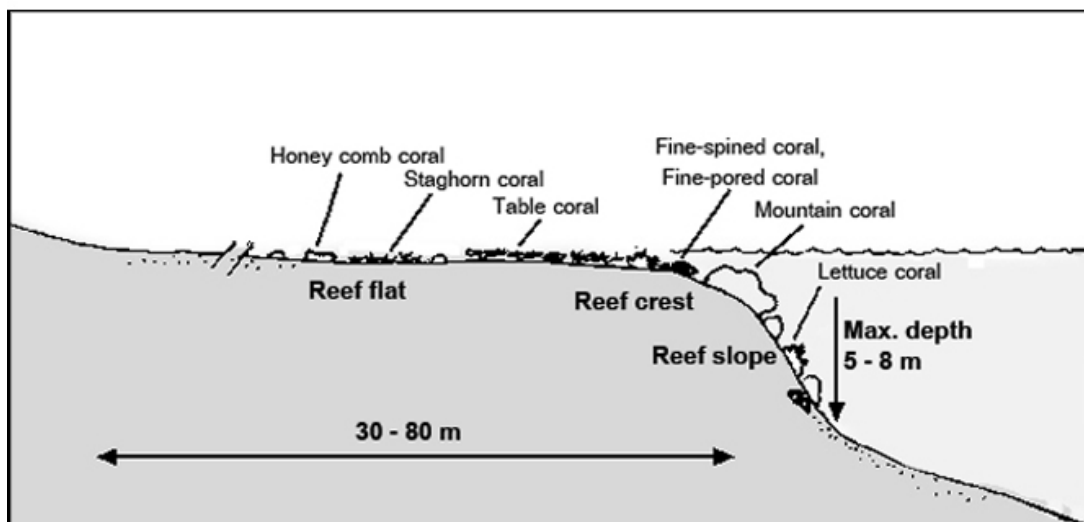 Fine-spined coral,
Honey comb coral
Staghorn coral
Fine-pored coral
Table coral
Mountain coral
Lettuce coral
Reef flat
Reef crest
Max. depth
Reef slope
5 - 8 m
30 - 80 m